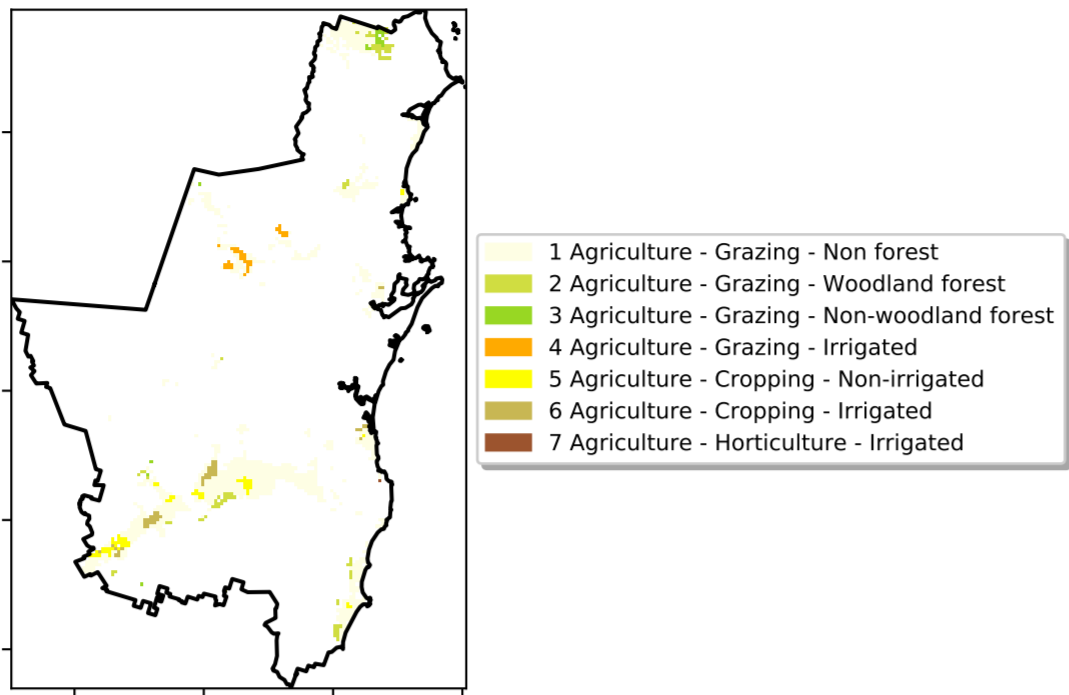 1 Agriculture - Grazing - Non forest
2 Agriculture - Grazing - Woodland forest
3 Agriculture - Grazing - Non-woodland forest
4 Agriculture - Grazing - Irrigated
5 Agriculture - Cropping - Non-irrigated
6 Agriculture - Cropping - Irrigated
7 Agriculture - Horticulture - Irrigated